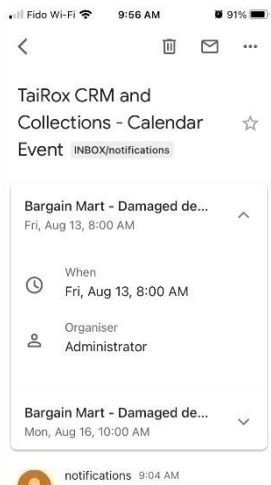 Fido Wi-Fi 9:56 AM 91%
TaiRox CRM and
Collections - Calendar
Event INBOX/notifications
Bargain Mart - Damaged de...
Fri, Aug 13, 8:00 AM
When
Fri, Aug 13, 8:00 AM
Organiser
Administrator
Bargain Mart - Damaged de...
Mon, Aug 16, 10:00 AM
notifications 9:04 AM